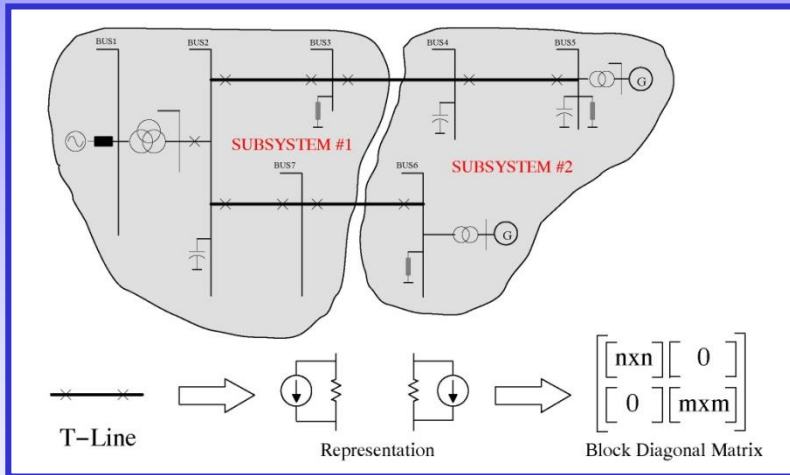 BUS1
BUS2
BUS3
BUS4
BUS5
G
SUBSYSTEM #1
SUBSYSTEM #2
BUS7
BUS6
G
nxn 0
0 mxm
T-Line
Representation
Block Diagonal Matrix